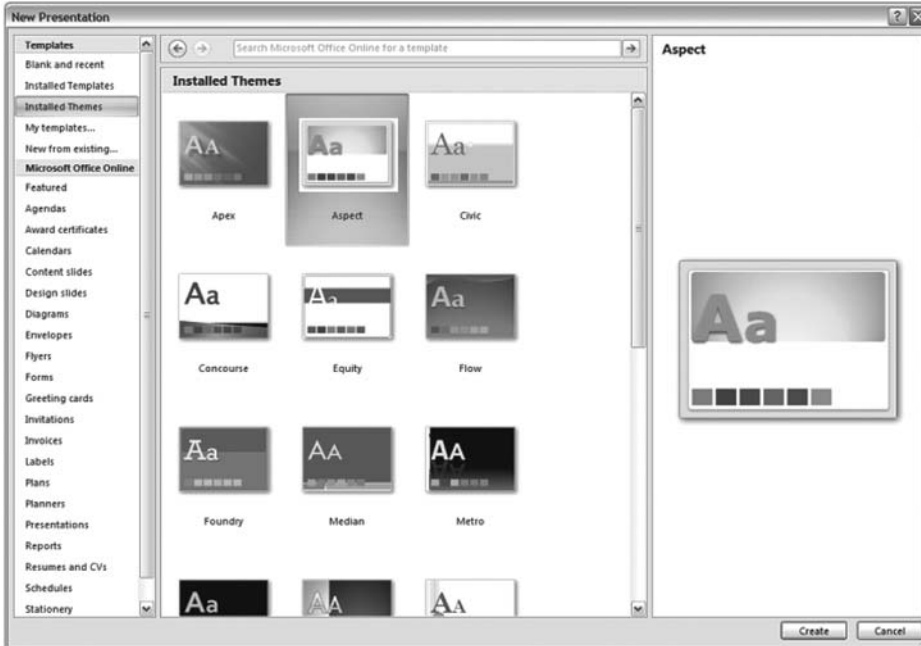 New Presentation
Templates
Blank and recent
Installed Templates
Installed Themes
My templates...
New from existing...
Microsoft Office Online
Featured
Agendas
Award certificates
Calendars
Content slides
Design slides
Diagrams
Envelopes
Flyers
Forms
Greeting cards
Invitations
Invoices
Labels
Plans
Planners
Presentations
Reports
Resumes and CVs
Schedules
Stationery
Search Microsoft Office Online for a template
Installed Themes
AA
Aa
Aa
Apex
Aspect
Civic
Aa
Aa
Aa
Concourse
Equity
Flow
Aa
AA
AA
Foundry
Median
Metro
Aa
AA
AA
Aspect
Aa
Create
Cancel